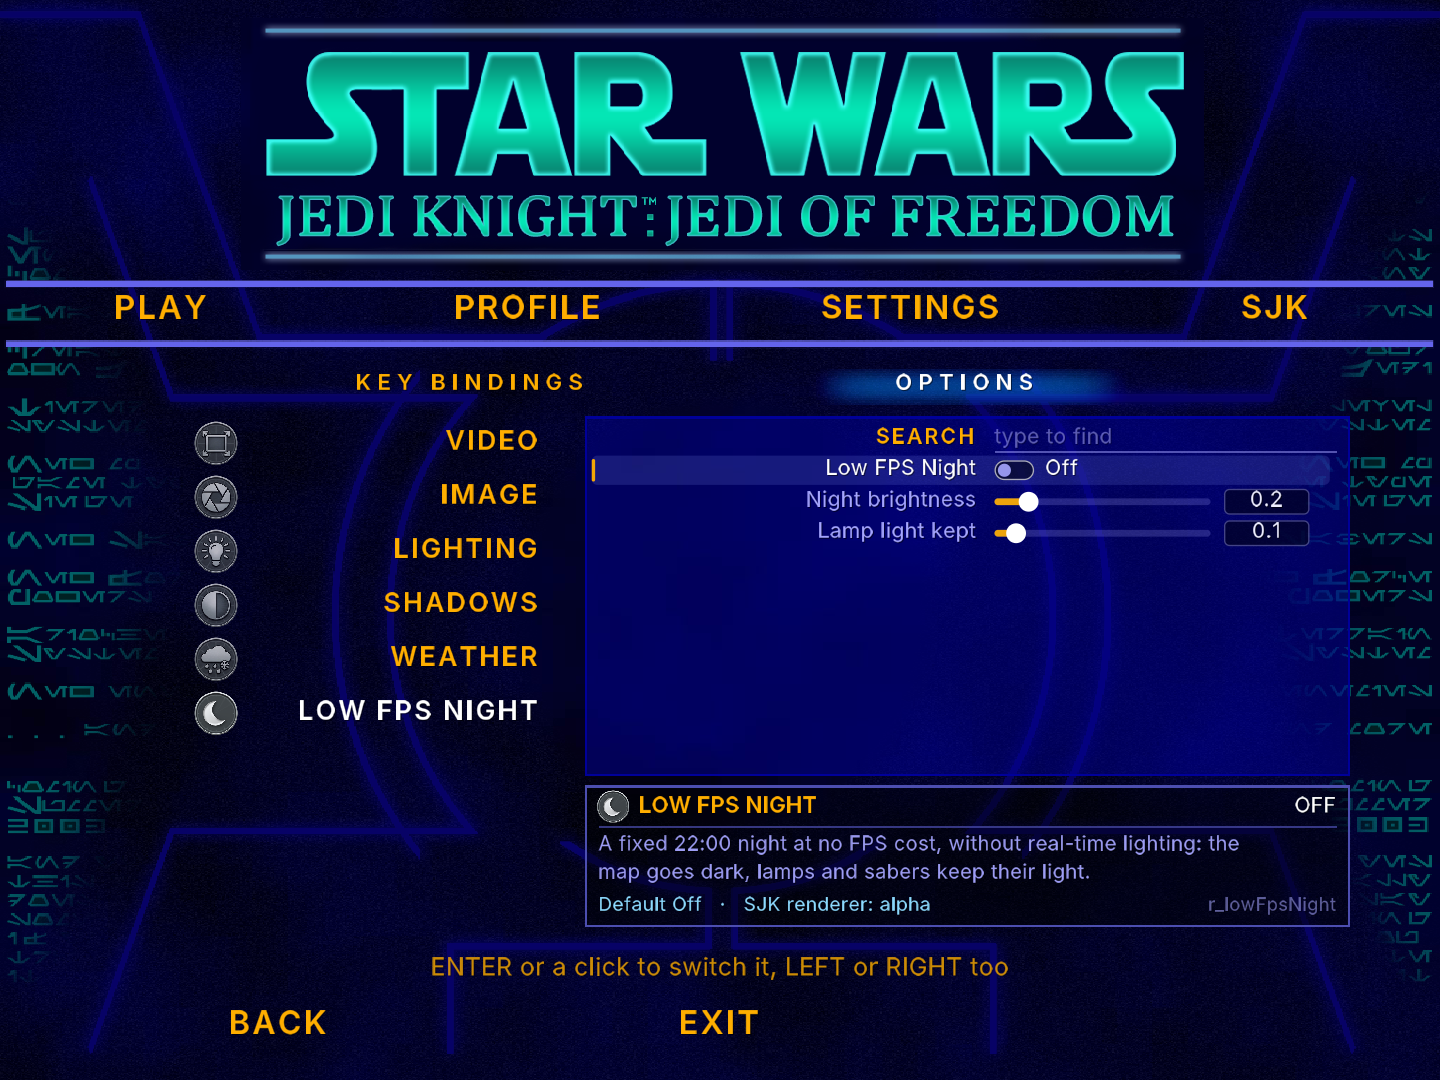 STAR WARS
JEDI KNIGHT™: JEDI OF FREEDOM
PLAY PROFILE SETTINGS SJK
KEY BINDINGS OPTIONS
VIDEO
IMAGE
LIGHTING
SHADOWS
WEATHER
LOW FPS NIGHT
SEARCH type to find
Low FPS Night Off
Night brightness 0.2
Lamp light kept 0.1
LOW FPS NIGHT OFF
A fixed 22:00 night at no FPS cost, without real-time lighting: the
map goes dark, lamps and sabers keep their light.
Default Off · SJK renderer: alpha r_lowFpsNight
ENTER or a click to switch it, LEFT or RIGHT too
BACK EXIT